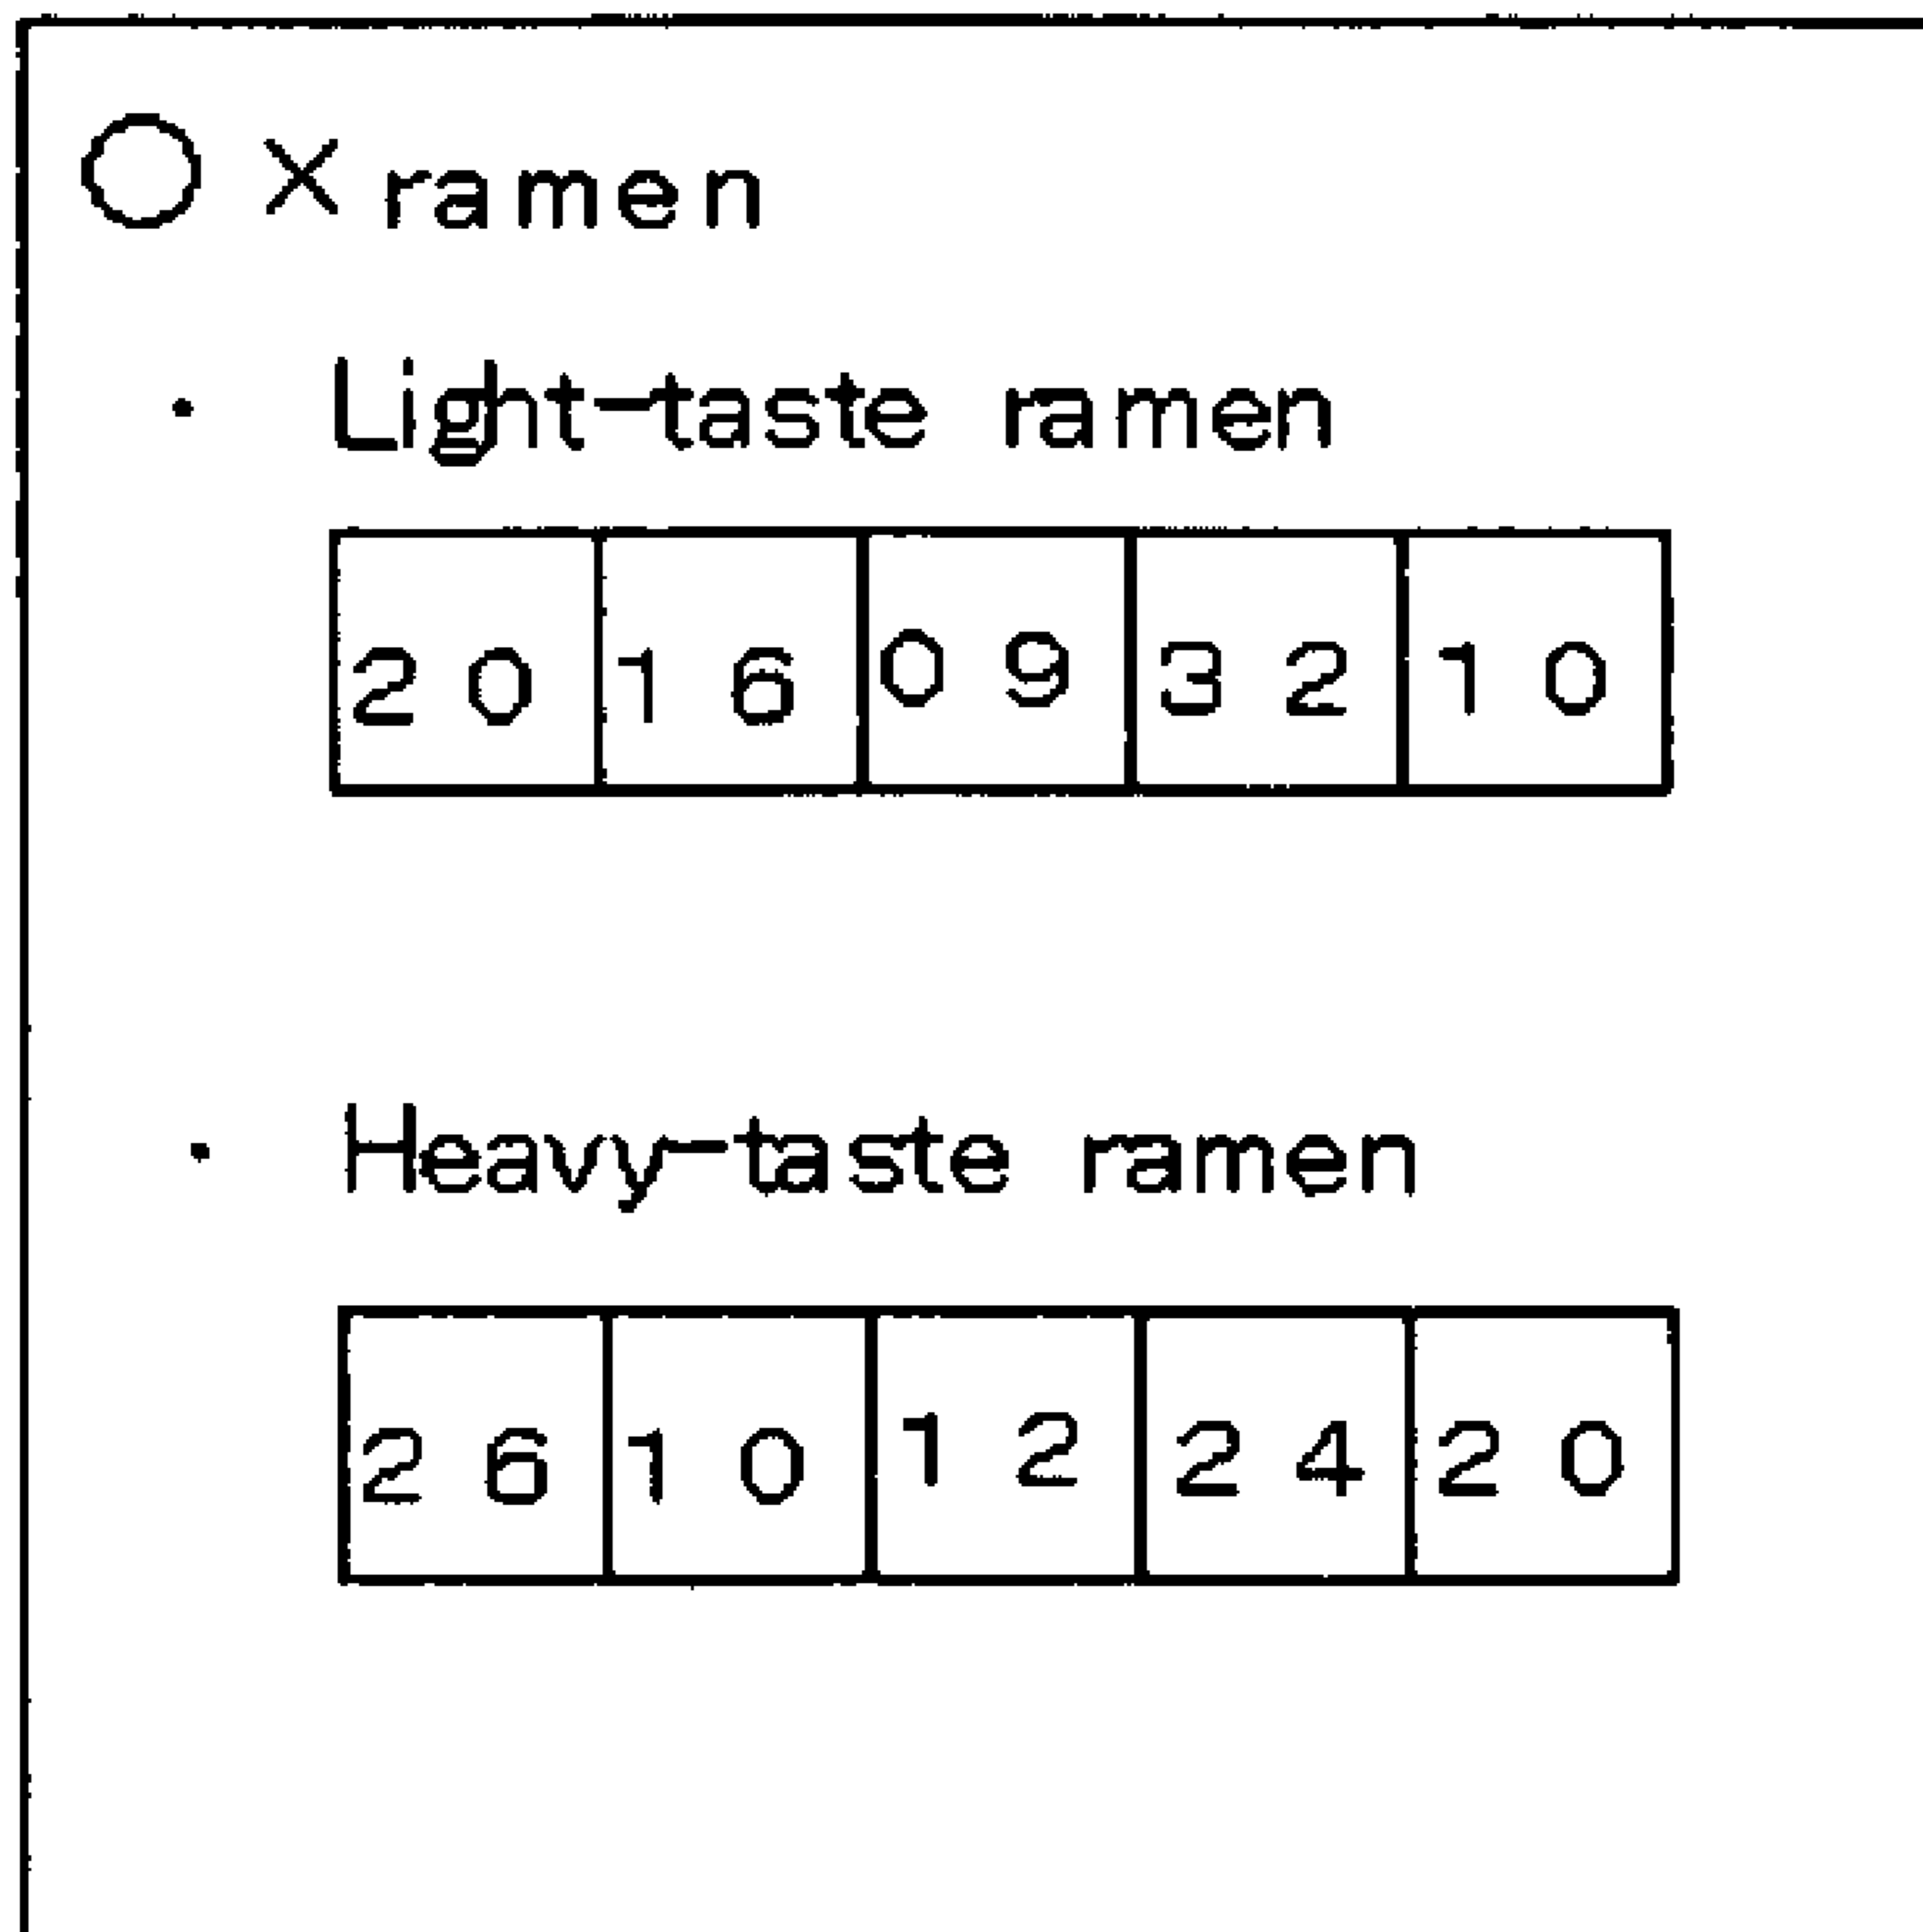 ○×ramen
・ Light-taste ramen
20 16 09 32 10
・ Heavy-taste ramen
26 10 12 24 20